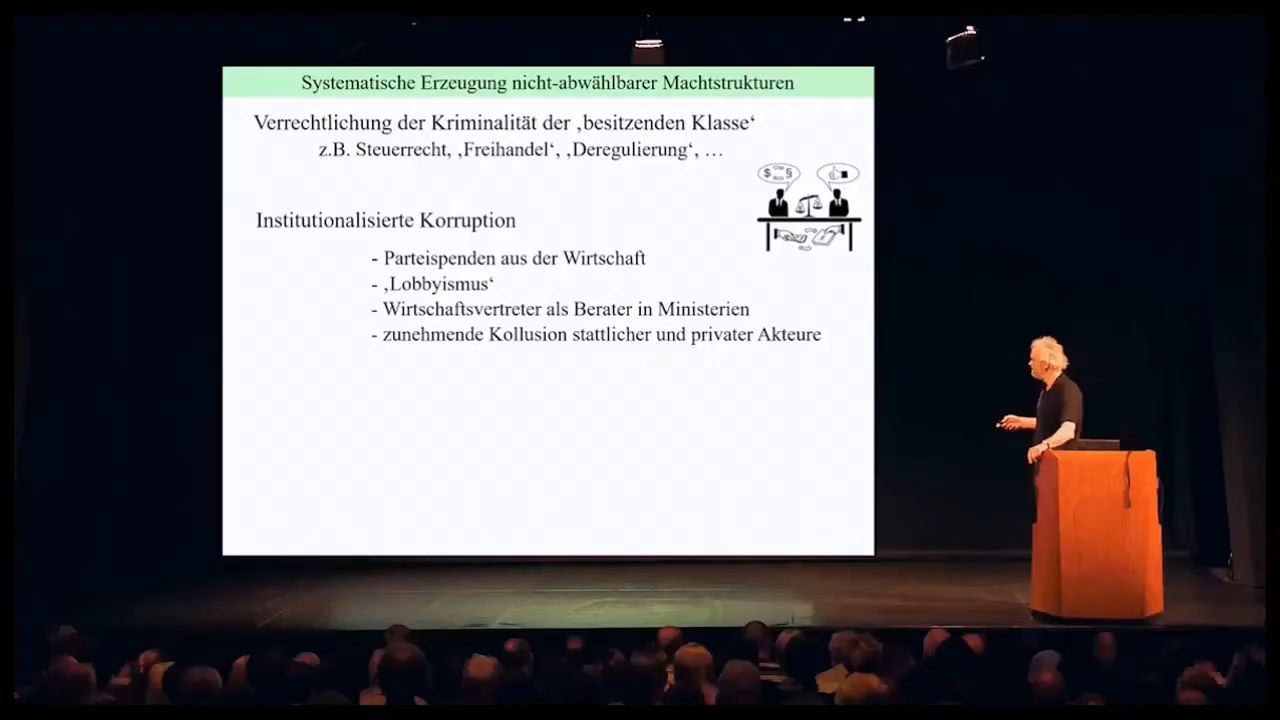 Systematische Erzeugung nicht-abwählbarer Machtstrukturen
Verrechtlichung der Kriminalität der ‚besitzenden Klasse‘
z.B. Steuerrecht, ‚Freihandel‘, ‚Deregulierung‘, …
$ §
Institutionalisierte Korruption
- Parteispenden aus der Wirtschaft
- ‚Lobbyismus‘
- Wirtschaftsvertreter als Berater in Ministerien
- zunehmende Kollusion stattlicher und privater Akteure